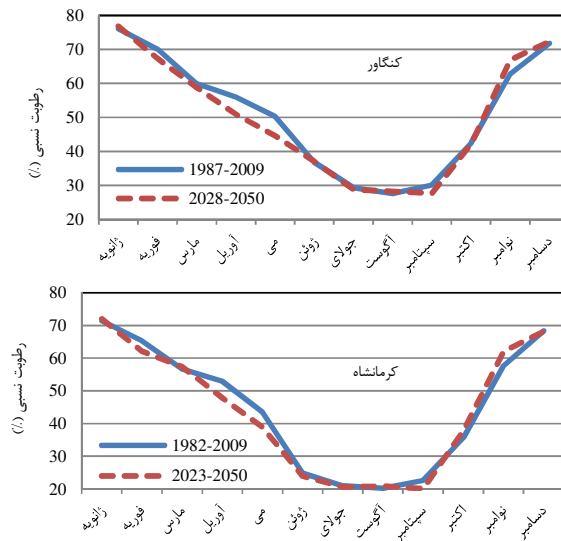 80
70
60
50
40
30
20
رطوبت نسبی (٪)
کنگاور
1987-2009
2028-2050
ژانویه
فوریه
مارس
آوریل
می
ژوئن
جولای
آگوست
سپتامبر
اکتبر
نوامبر
دسامبر
80
70
60
50
40
30
20
رطوبت نسبی (٪)
کرمانشاه
1982-2009
2023-2050
ژانویه
فوریه
مارس
آوریل
می
ژوئن
جولای
آگوست
سپتامبر
اکتبر
نوامبر
دسامبر